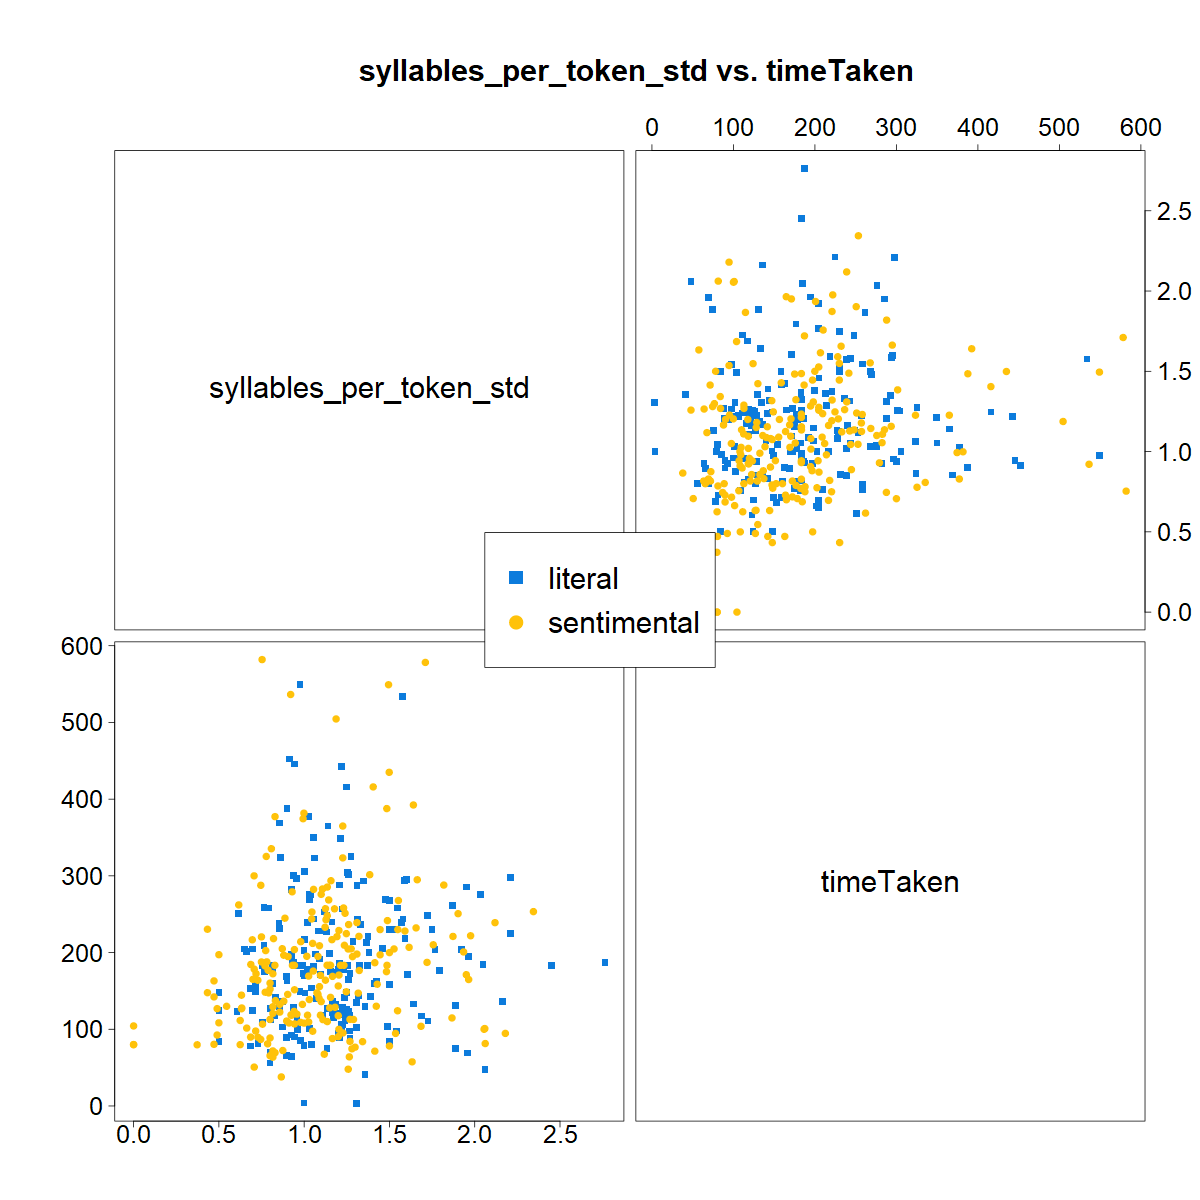 syllables_per_token_std vs. timeTaken
0 100 200 300 400 500 600
syllables_per_token_std
2.5
2.0
1.5
1.0
0.5
0.0
literal
sentimental
600
500
400
300
200
100
0
timeTaken
0.0 0.5 1.0 1.5 2.0 2.5